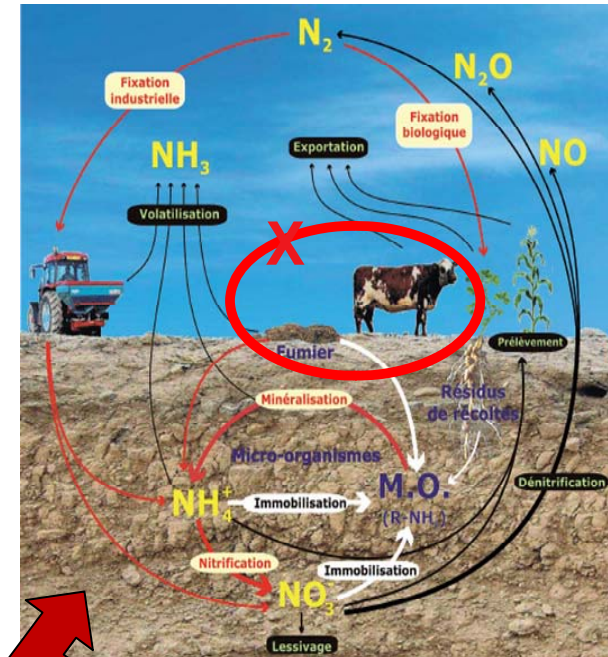 N₂
N₂O
Fixation
industrielle
Fixation
biologique
NH₃
Exportation
NO
Volatilisation
X
Fumier
Prélèvement
Minéralisation
Résidus
de récoltes
Micro-organismes
M.O.
NH₄⁺
Immobilisation
Dénitrification
Nitrification
Immobilisation
NO₃
Lessivage